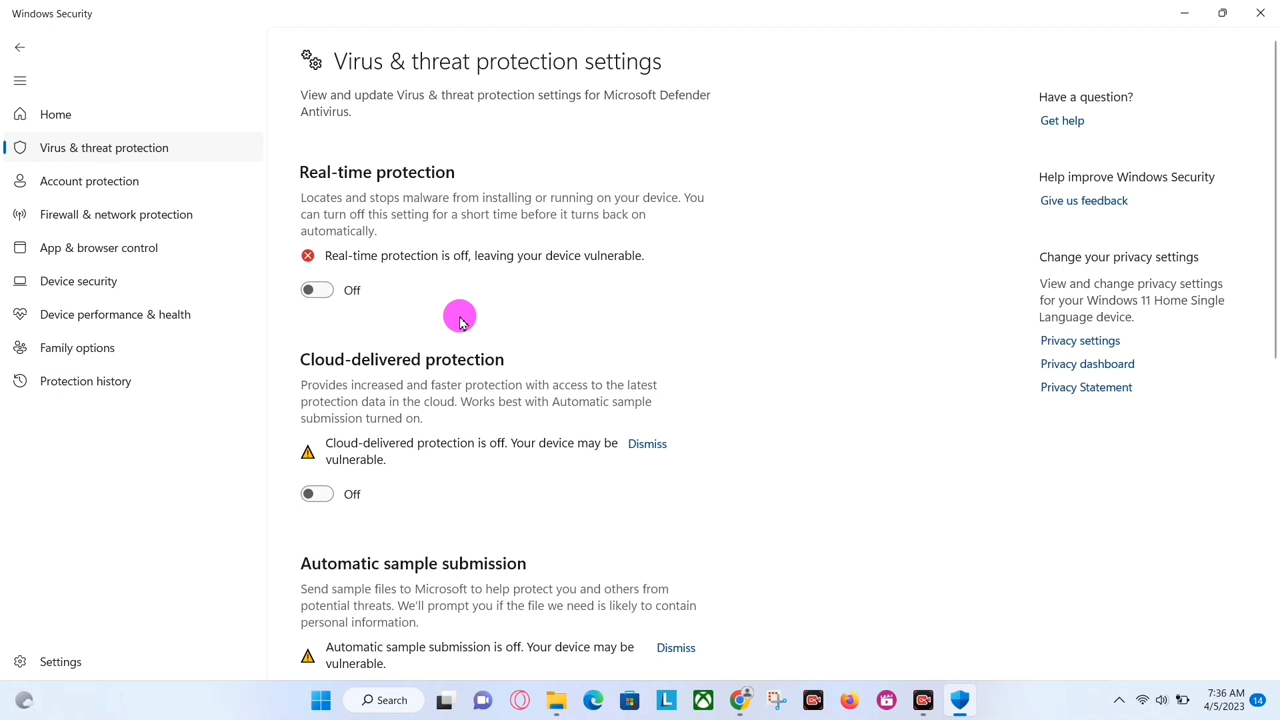 Windows Security
Home
Virus & threat protection
Account protection
Firewall & network protection
App & browser control
Device security
Device performance & health
Family options
Protection history
Settings
Virus & threat protection settings
View and update Virus & threat protection settings for Microsoft Defender
Antivirus.
Real-time protection
Locates and stops malware from installing or running on your device. You
can turn off this setting for a short time before it turns back on
automatically.
Real-time protection is off, leaving your device vulnerable.
Off
Cloud-delivered protection
Provides increased and faster protection with access to the latest
protection data in the cloud. Works best with Automatic sample
submission turned on.
Cloud-delivered protection is off. Your device may be Dismiss
vulnerable.
Off
Automatic sample submission
Send sample files to Microsoft to help protect you and others from
potential threats. We'll prompt you if the file we need is likely to contain
personal information.
Automatic sample submission is off. Your device may be Dismiss
vulnerable.
Have a question?
Get help
Help improve Windows Security
Give us feedback
Change your privacy settings
View and change privacy settings
for your Windows 11 Home Single
Language device.
Privacy settings
Privacy dashboard
Privacy Statement
Search
L
7:36 AM
4/5/2023
14